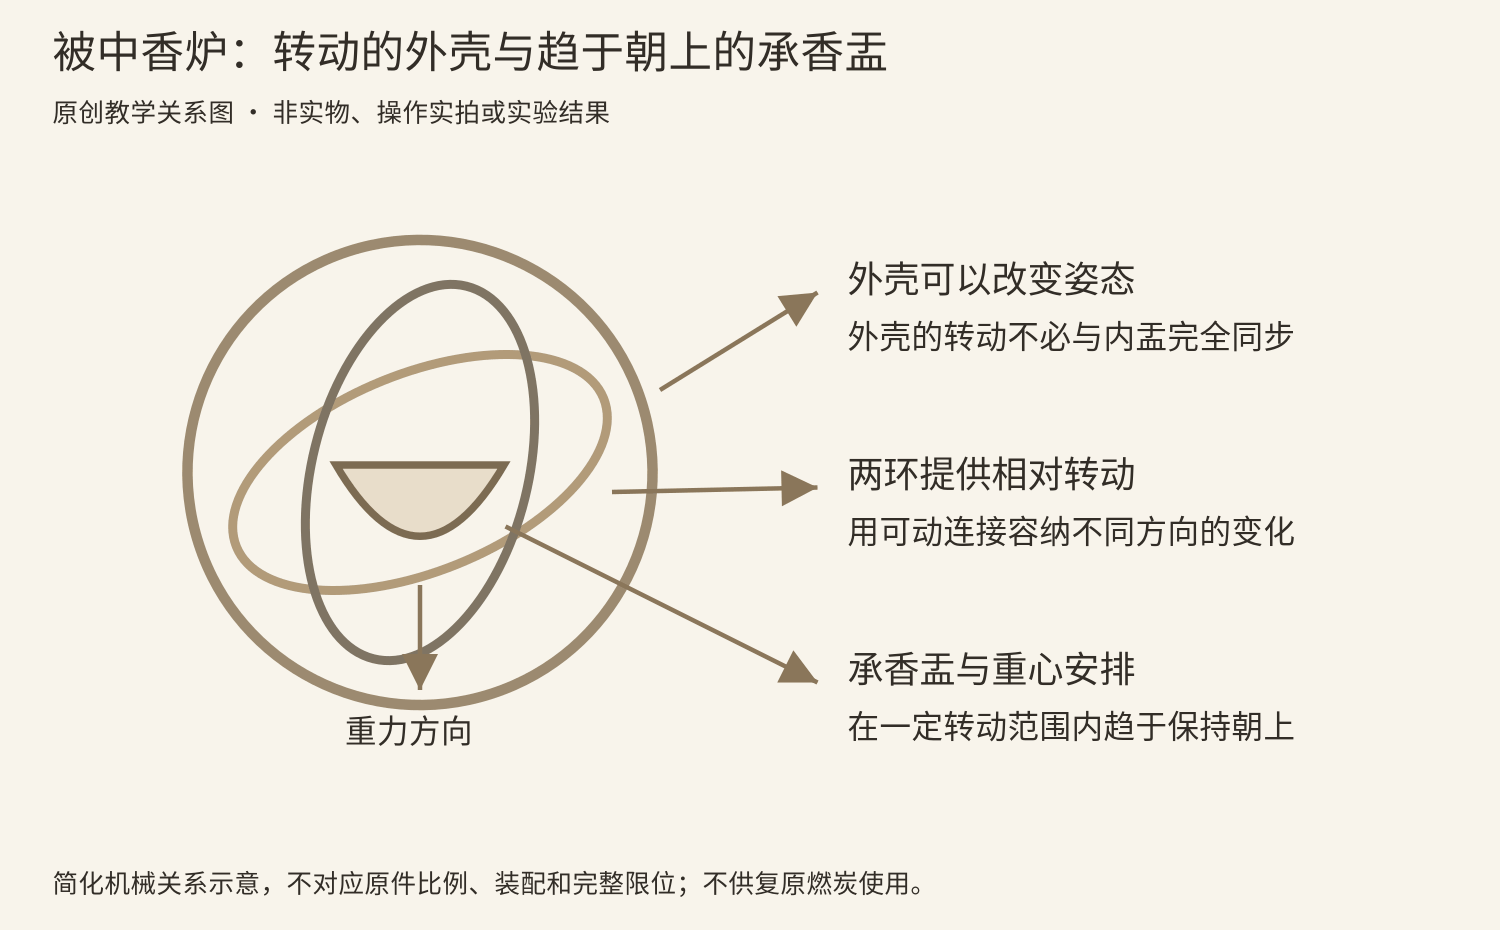 被中香炉：转动的外壳与趋于朝上的承香盂
原创教学关系图 · 非实物、操作实拍或实验结果
外壳可以改变姿态
外壳的转动不必与内盂完全同步
两环提供相对转动
用可动连接容纳不同方向的变化
承香盂与重心安排
在一定转动范围内趋于保持朝上
重力方向
简化机械关系示意，不对应原件比例、装配和完整限位；不供复原燃炭使用。